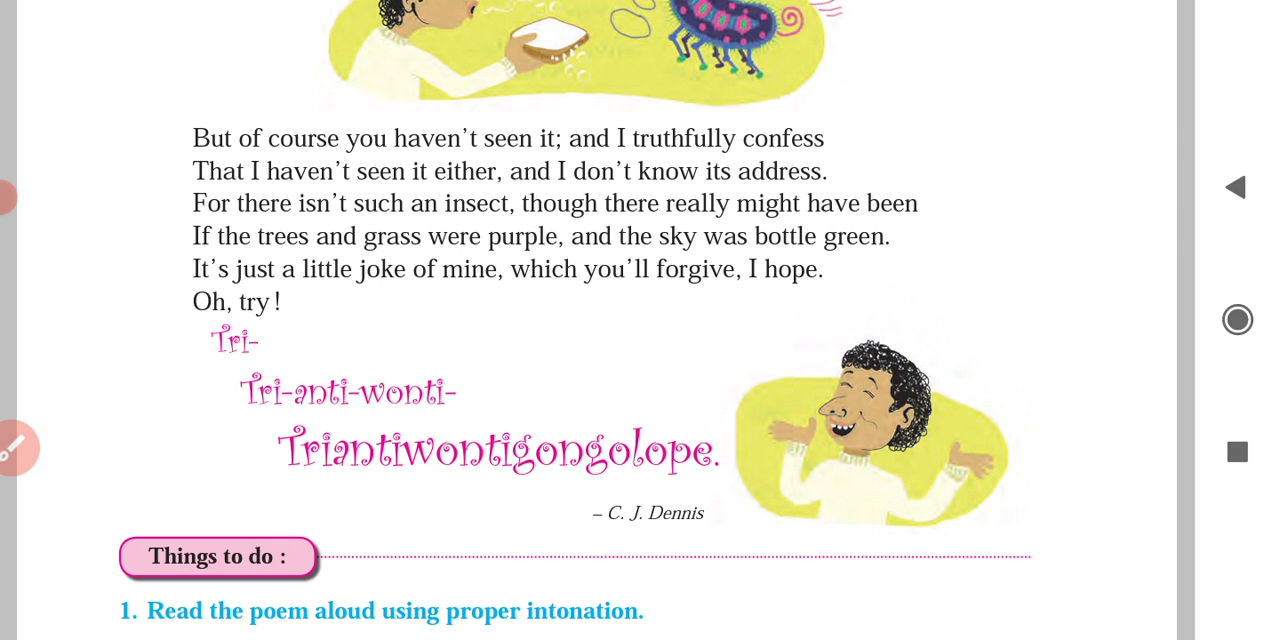 But of course you haven't seen it; and I truthfully confess
That I haven't seen it either, and I don't know its address.
For there isn't such an insect, though there really might have been
If the trees and grass were purple, and the sky was bottle green.
It's just a little joke of mine, which you'll forgive, I hope.
Oh, try!
Tri-
Tri-anti-wonti-
Triantiwontigongolope.
– C. J. Dennis
Things to do :
1. Read the poem aloud using proper intonation.